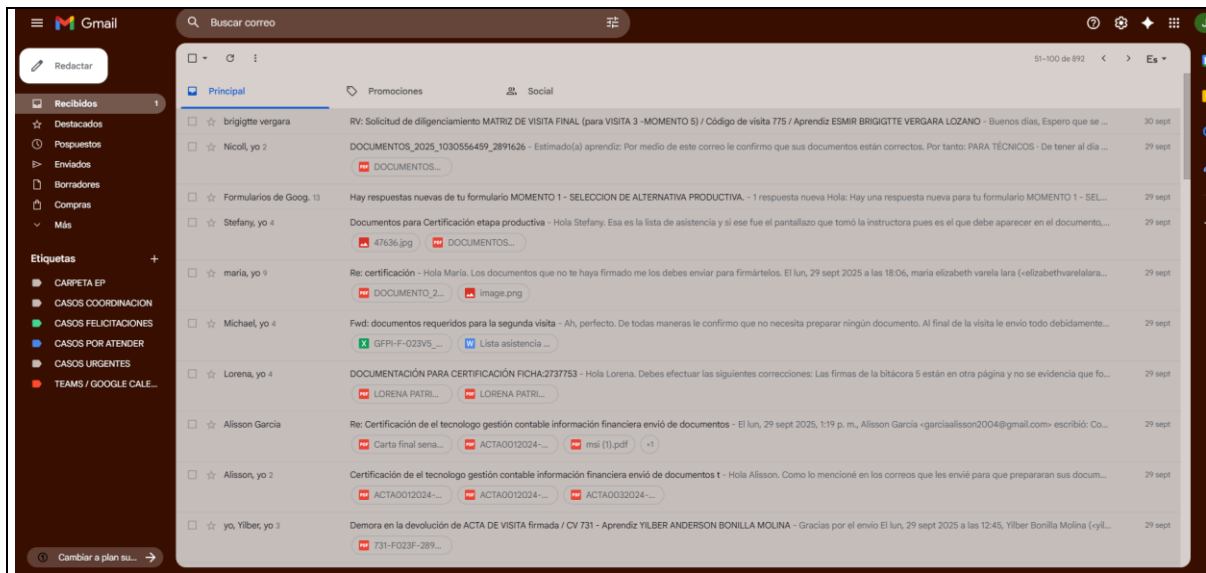 Gmail
Buscar correo
Redactar
51–100 de 892
Es
Principal
Promociones
Social
Recibidos 1
Destacados
Pospuestos
Enviados
Borradores
Compras
Más
Etiquetas +
CARPETA EP
CASOS COORDINACION
CASOS FELICITACIONES
CASOS POR ATENDER
CASOS URGENTES
TEAMS / GOOGLE CALE...
Cambiar a plan su...
brigigtte vergara RV: Solicitud de diligenciamiento MATRIZ DE VISITA FINAL (para VISITA 3 -MOMENTO 5) / Código de visita 775 / Aprendiz ESMIR BRIGIGTTE VERGARA LOZANO - Buenos días, Espero que se ... 30 sept
Nicoll, yo 2 DOCUMENTOS_2025_1030556459_2891626 - Estimado(a) aprendiz: Por medio de este correo le confirmo que sus documentos están correctos. Por tanto: PARA TÉCNICOS · De tener al día ... 29 sept
PDF DOCUMENTOS...
Formularios de Goog. 13 Hay respuestas nuevas de tu formulario MOMENTO 1 - SELECCION DE ALTERNATIVA PRODUCTIVA. - 1 respuesta nueva Hola: Hay una respuesta nueva para tu formulario MOMENTO 1 - SEL... 29 sept
Stefany, yo 4 Documentos para Certificación etapa productiva - Hola Stefany. Esa es la lista de asistencia y si ese fue el pantallazo que tomó la instructora pues es el que debe aparecer en el documento,... 29 sept
47636.jpg PDF DOCUMENTOS...
maria, yo 9 Re: certificación - Hola María. Los documentos que no te haya firmado me los debes enviar para firmártelos. El lun, 29 sept 2025 a las 18:06, maria elizabeth varela lara (<elizabethvarelalara... 29 sept
PDF DOCUMENTO_2... image.png
Michael, yo 4 Fwd: documentos requeridos para la segunda visita - Ah, perfecto. De todas maneras le confirmo que no necesita preparar ningún documento. Al final de la visita le envío todo debidamente... 29 sept
X GFPI-F-023V5_... W Lista asistencia ...
Lorena, yo 4 DOCUMENTACIÓN PARA CERTIFICACIÓN FICHA:2737753 - Hola Lorena. Debes efectuar las siguientes correcciones: Las firmas de la bitácora 5 están en otra página y no se evidencia que fo... 29 sept
PDF LORENA PATRI... PDF LORENA PATRI...
Alisson Garcia Re: Certificación de el tecnologo gestión contable información financiera envió de documentos - El lun, 29 sept 2025, 1:19 p. m., Alisson García <garciaalisson2004@gmail.com> escribió: Co... 29 sept
PDF Carta final sena... PDF ACTA0012024-... PDF msi (1).pdf +1
Alisson, yo 2 Certificación de el tecnologo gestión contable información financiera envió de documentos t - Hola Alisson. Como lo mencioné en los correos que les envié para que prepararan sus docum... 29 sept
PDF ACTA0012024-... PDF ACTA0012024-... PDF ACTA0032024-...
yo, Yilber, yo 3 Demora en la devolución de ACTA DE VISITA firmada / CV 731 - Aprendiz YILBER ANDERSON BONILLA MOLINA - Gracias por el envío El lun, 29 sept 2025 a las 12:45, Yilber Bonilla Molina (<yil... 29 sept
PDF 731-F023F-289...